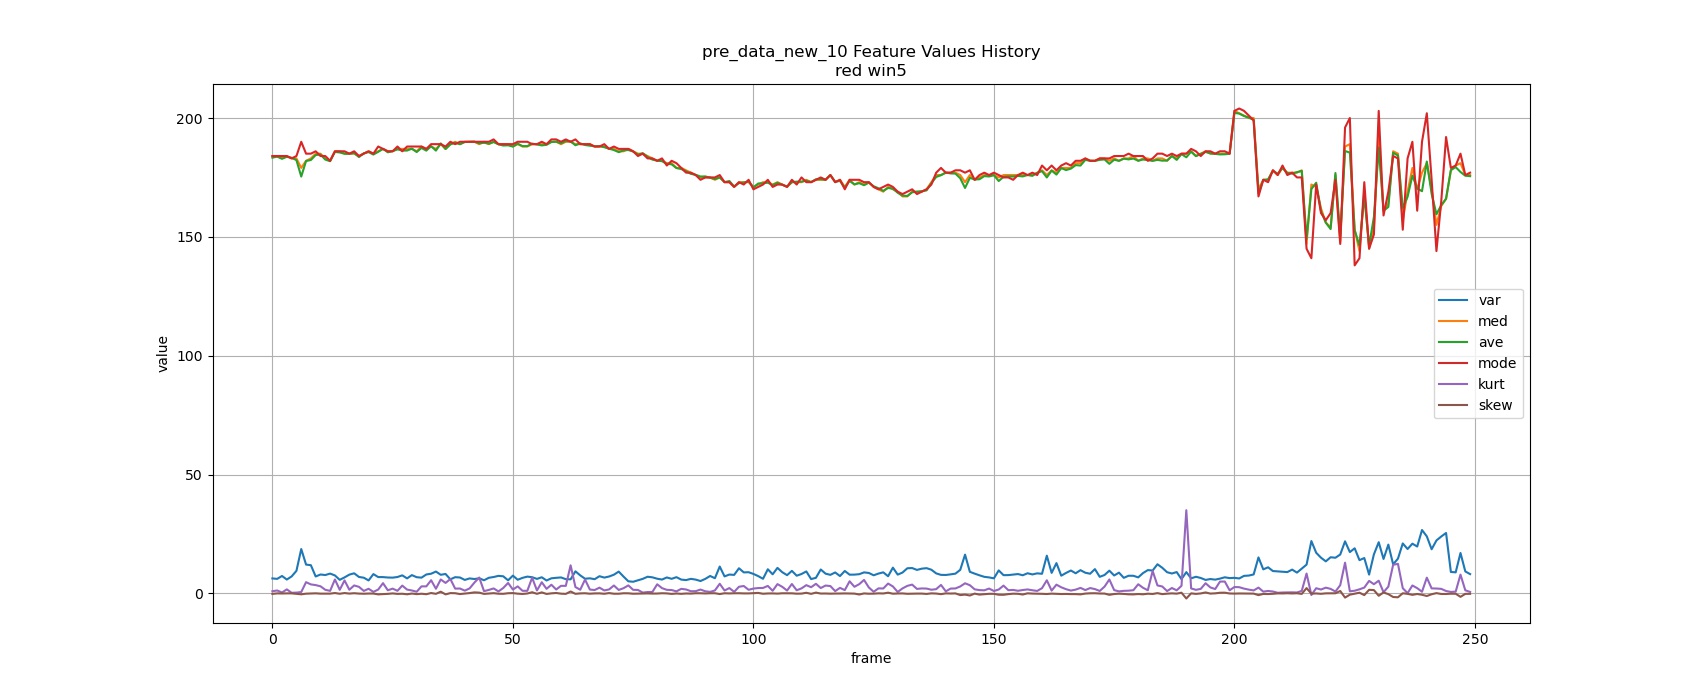 pre_data_new_10 Feature Values History
red win5
value
200
150
100
50
0
var
med
ave
mode
kurt
skew
0 50 100 150 200 250
frame